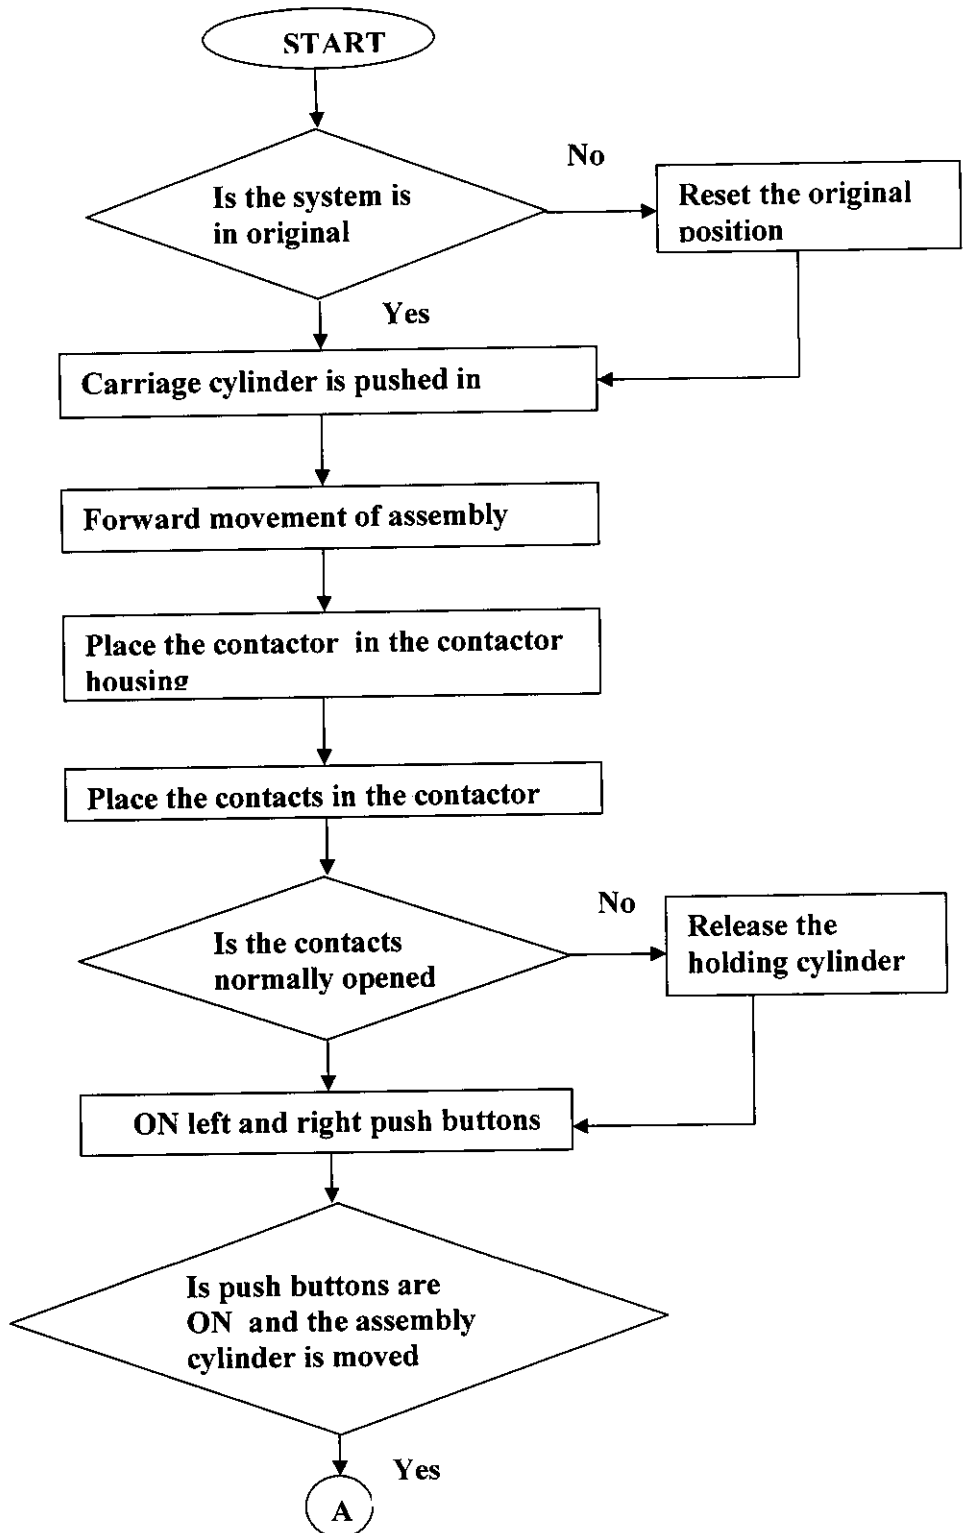 START
No
Is the system is
in original
Reset the original
position
Yes
Carriage cylinder is pushed in
Forward movement of assembly
Place the contactor in the contactor
housing
Place the contacts in the contactor
No
Is the contacts
normally opened
Release the
holding cylinder
ON left and right push buttons
Is push buttons are
ON and the assembly
cylinder is moved
Yes
A